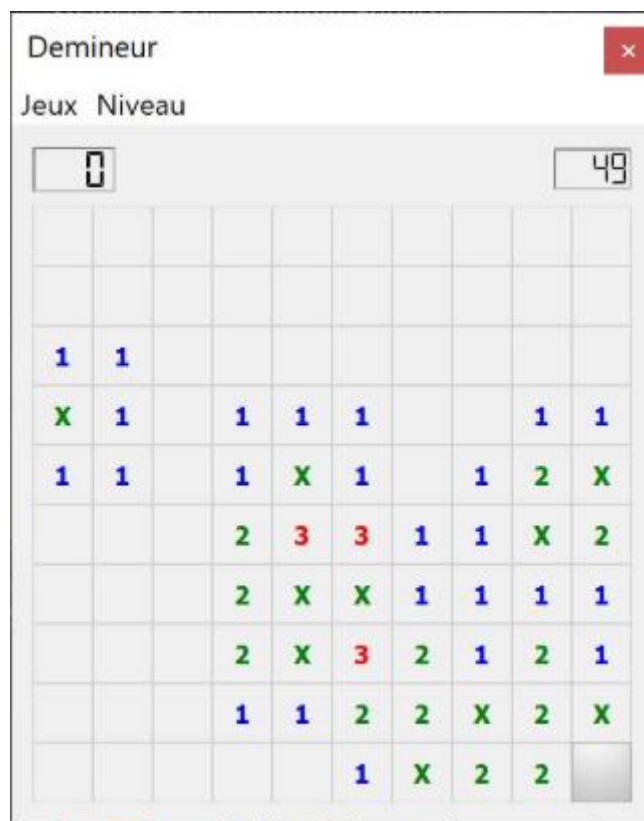 Demineur ×
Jeux Niveau
0 49
1 1
X 1 1 1 1 1 1
1 1 1 X 1 1 2 X
2 3 3 1 1 X 2
2 X X 1 1 1 1
2 X 3 2 1 2 1
1 1 2 2 X 2 X
1 X 2 2